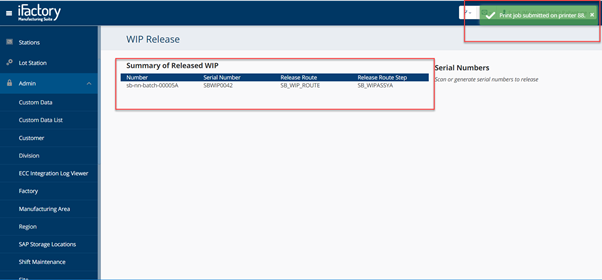 iFactory
Manufacturing Suite
Print job submitted on printer 88.
Stations
Lot Station
Admin
Custom Data
Custom Data List
Customer
Division
ECC Integration Log Viewer
Factory
Manufacturing Area
Region
SAP Storage Locations
Shift Maintenance
WIP Release
Summary of Released WIP
Number Serial Number Release Route Release Route Step
sb-nn-batch-00005A SBWIP0042 SB_WIP_ROUTE SB_WIPASSYA
Serial Numbers
Scan or generate serial numbers to release